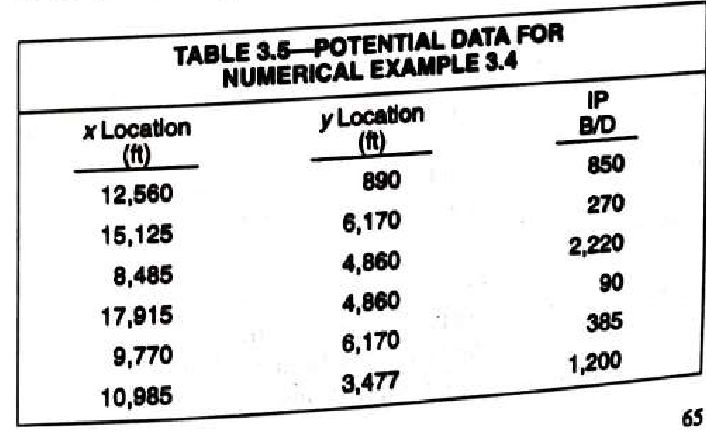 TABLE 3.5—POTENTIAL DATA FOR
NUMERICAL EXAMPLE 3.4
x Location (ft) y Location (ft) IP B/D
12,560 890 850
15,125 6,170 270
8,485 4,860 2,220
17,915 4,860 90
9,770 6,170 385
10,985 3,477 1,200
65